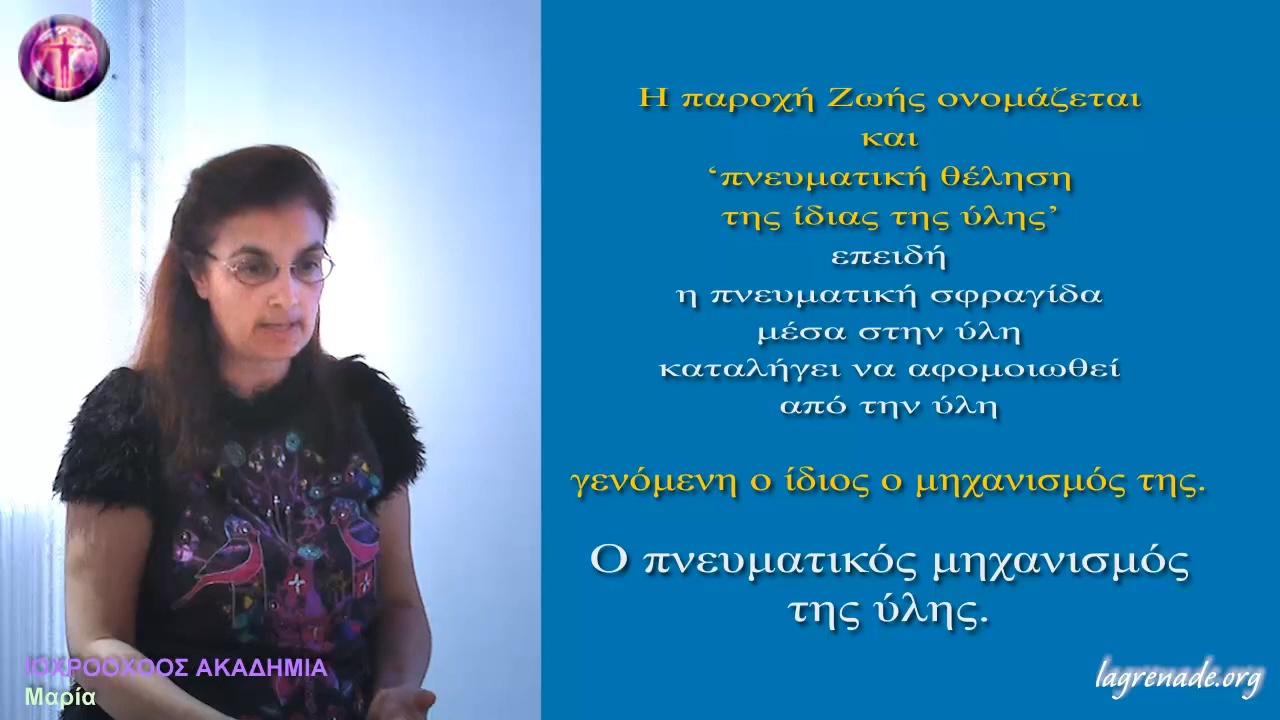 Η παροχή Ζωής ονομάζεται
και
‘πνευματική θέληση
της ίδιας της ύλης’
επειδή
η πνευματική σφραγίδα
μέσα στην ύλη
καταλήγει να αφομοιωθεί
από την ύλη
γενόμενη ο ίδιος ο μηχανισμός της.
Ο πνευματικός μηχανισμός
της ύλης.
ΙΟΧΡΟΟΧΟΟΣ ΑΚΑΔΗΜΙΑ
Μαρία
lagrenade.org